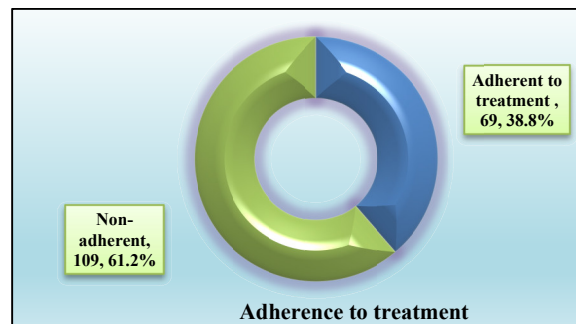 Adherent to
treatment ,
69, 38.8%
Non-
adherent,
109, 61.2%
Adherence to treatment